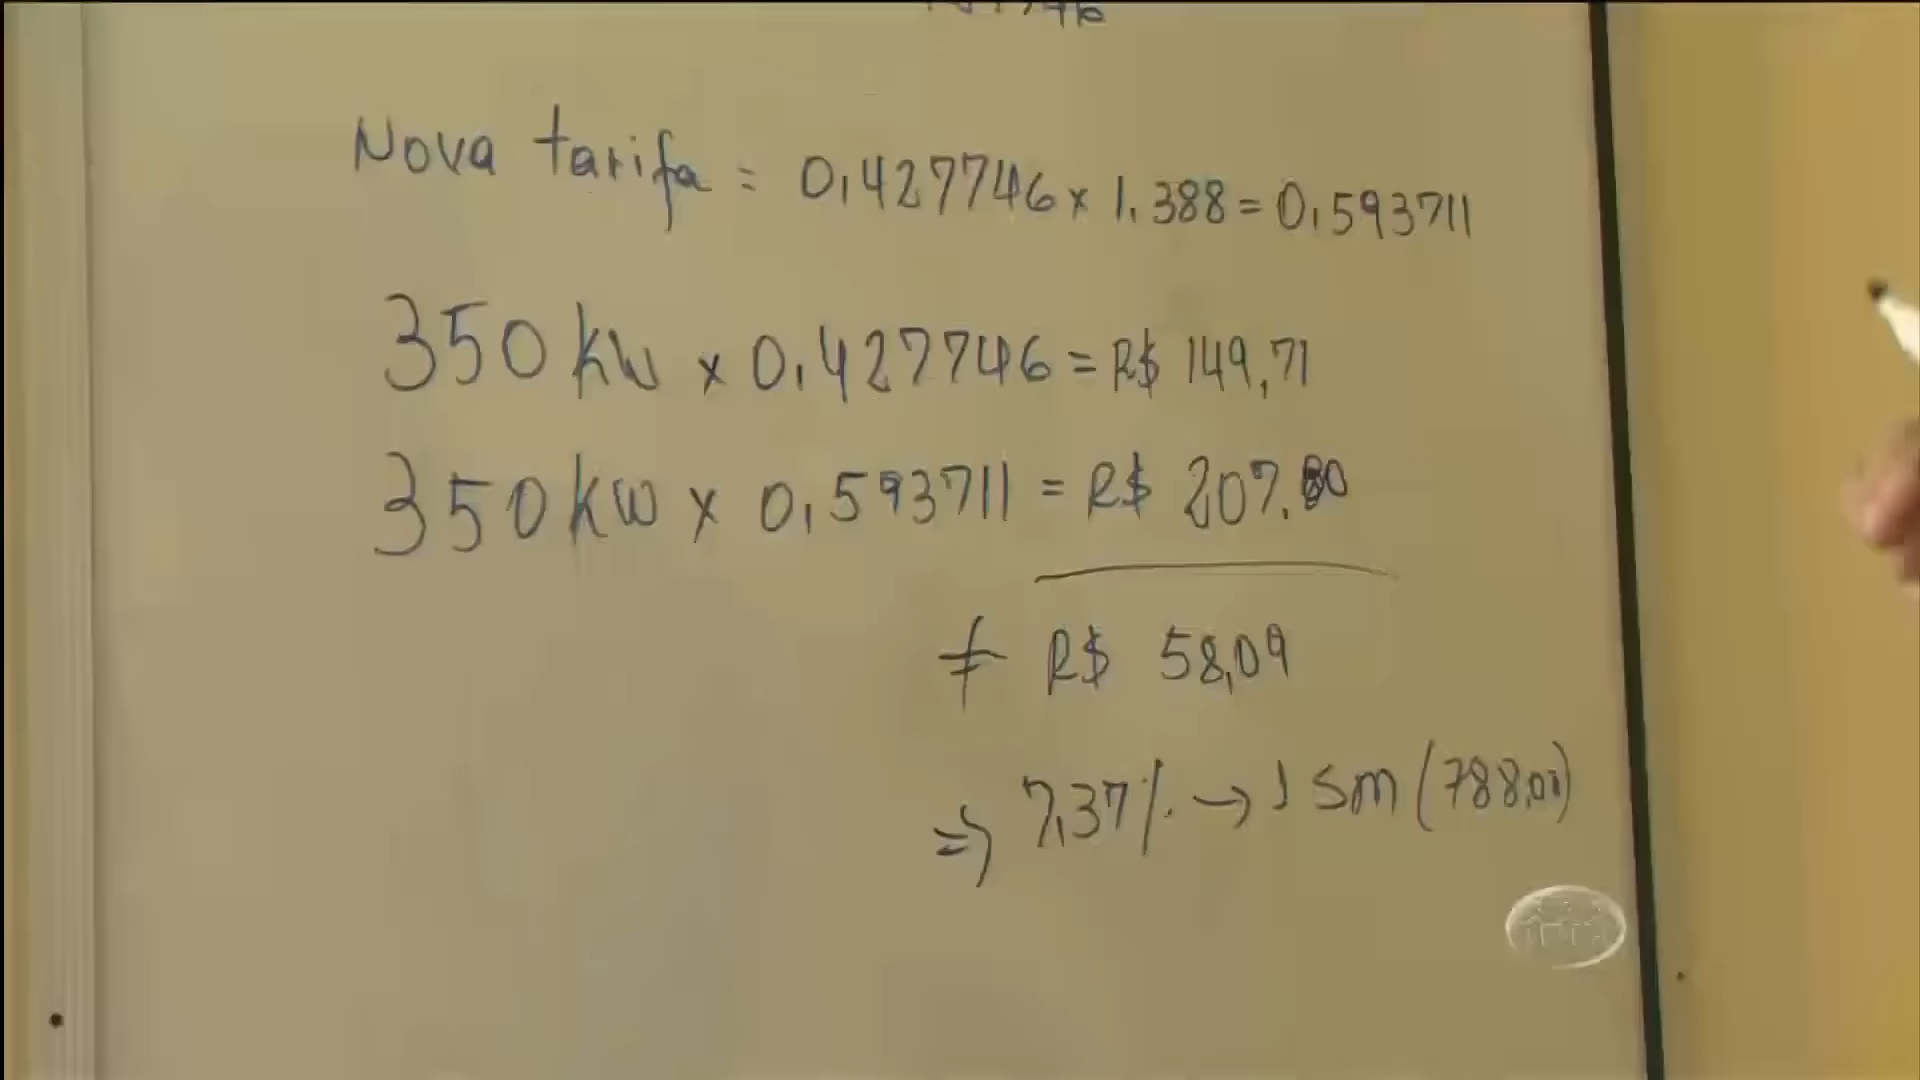 Nova tarifa = 0,427746 x 1.388 = 0,593711
350 kw x 0,427746 = R$ 149,71
350 kw x 0,593711 = R$ 207.80
≠ R$ 58,09
⇒ 7,37% → 1 SM (788,00)